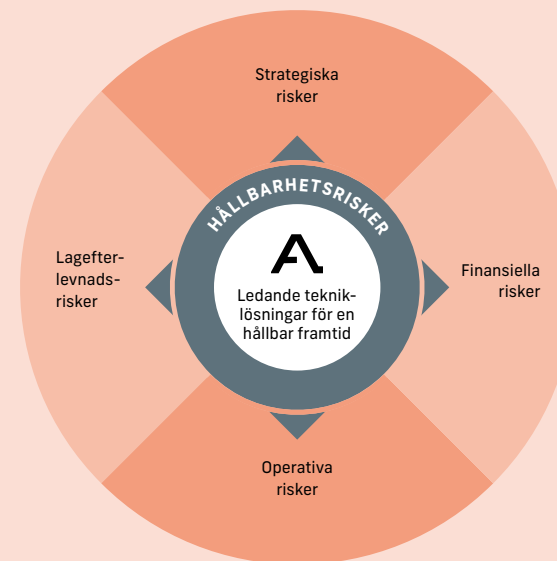 Strategiska
risker
HÅLLBARHETSRISKER
Lagefter-
levnads-
risker
Ledande teknik-
lösningar för en
hållbar framtid
Finansiella
risker
Operativa
risker